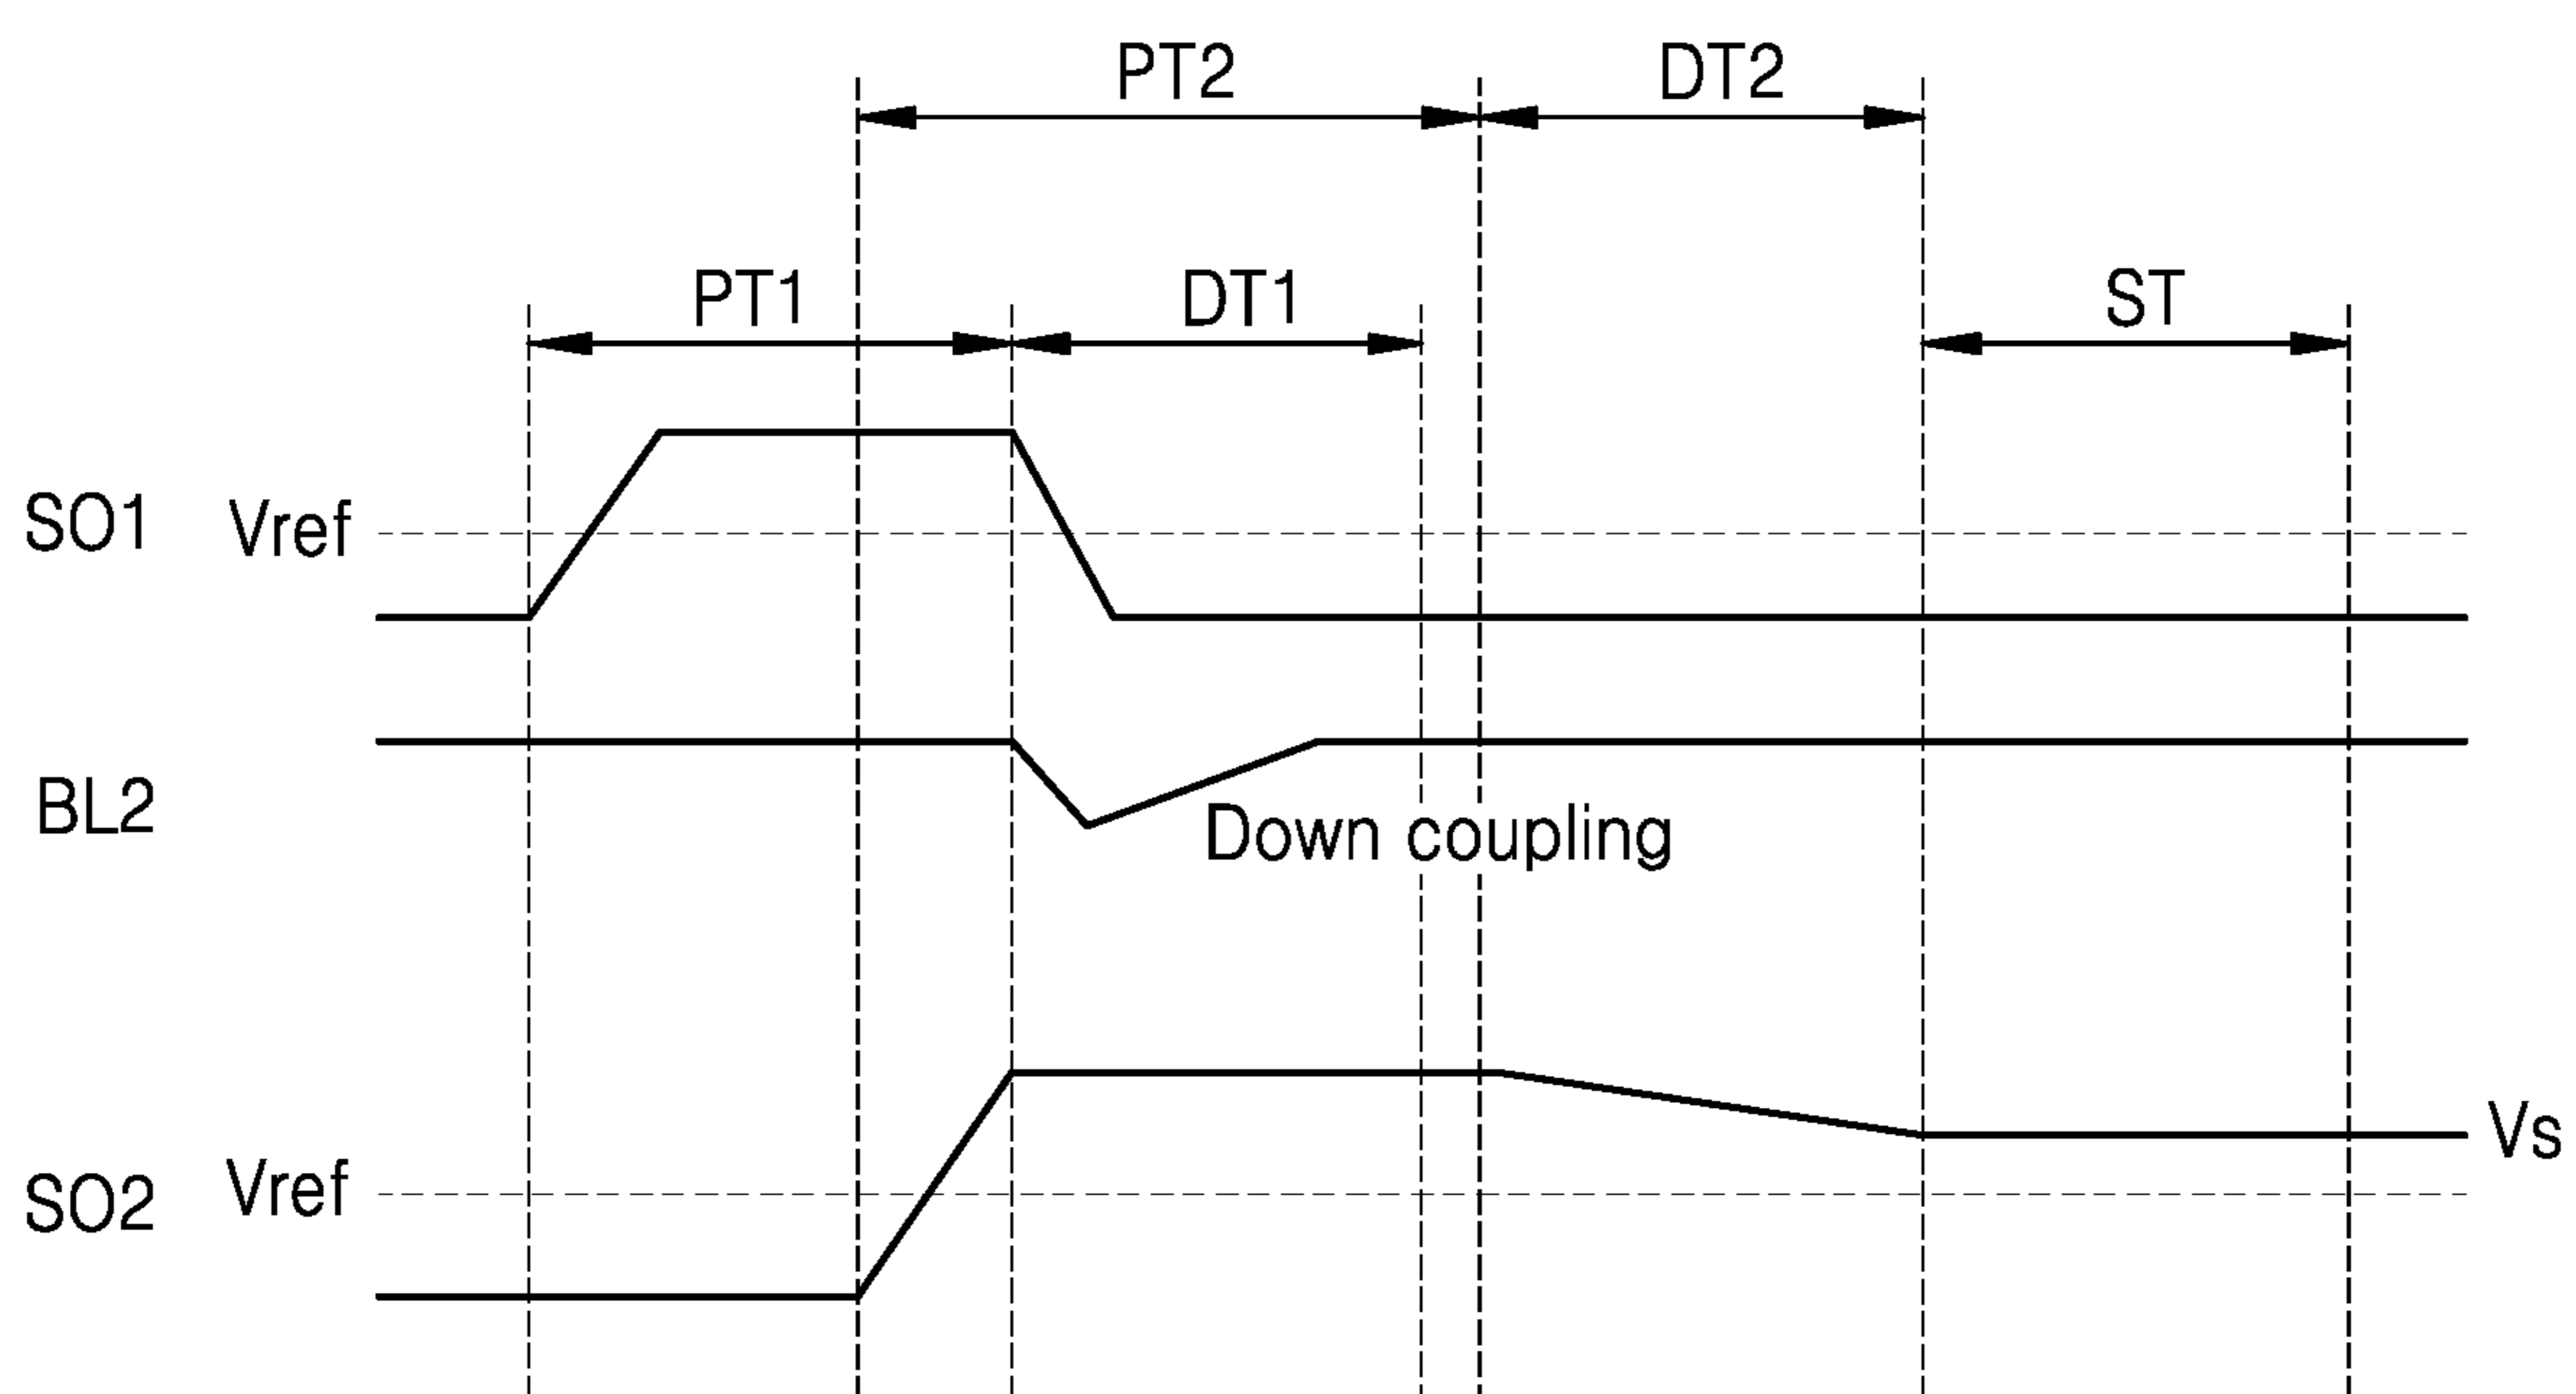 PT2 DT2
PT1 DT1 ST
SO1 Vref
BL2
Down coupling
Vs
SO2 Vref